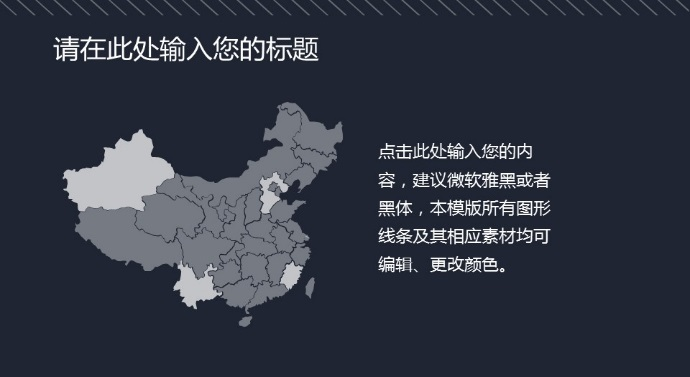 请在此处输入您的标题
点击此处输入您的内
容，建议微软雅黑或者
黑体，本模版所有图形
线条及其相应素材均可
编辑、更改颜色。